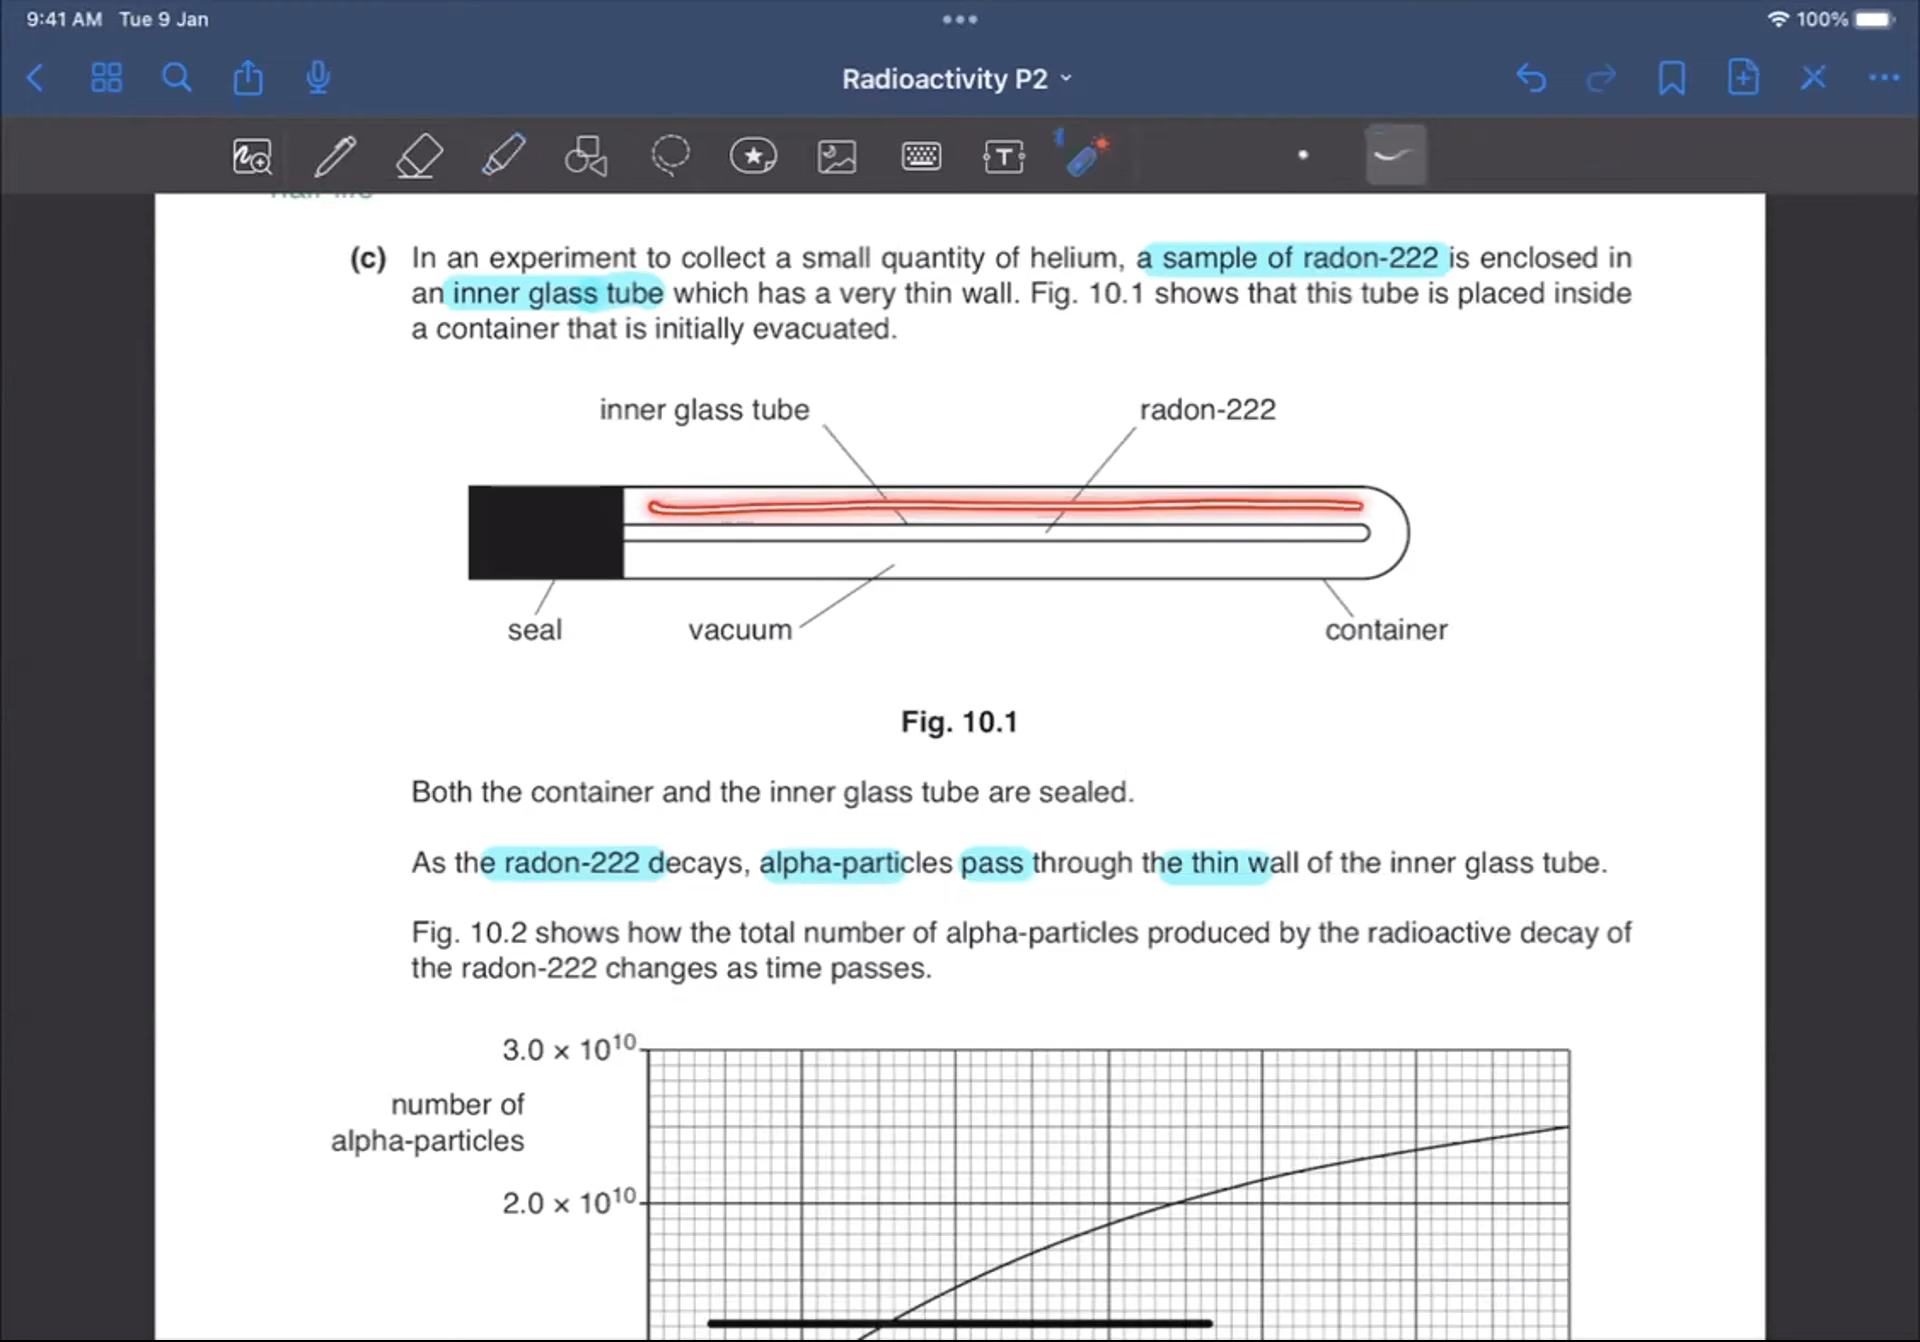 9:41 AM Tue 9 Jan
100%
Radioactivity P2
half-life
(c) In an experiment to collect a small quantity of helium, a sample of radon-222 is enclosed in
an inner glass tube which has a very thin wall. Fig. 10.1 shows that this tube is placed inside
a container that is initially evacuated.
inner glass tube
radon-222
seal
vacuum
container
Fig. 10.1
Both the container and the inner glass tube are sealed.
As the radon-222 decays, alpha-particles pass through the thin wall of the inner glass tube.
Fig. 10.2 shows how the total number of alpha-particles produced by the radioactive decay of
the radon-222 changes as time passes.
3.0 × 10¹⁰
number of
alpha-particles
2.0 × 10¹⁰